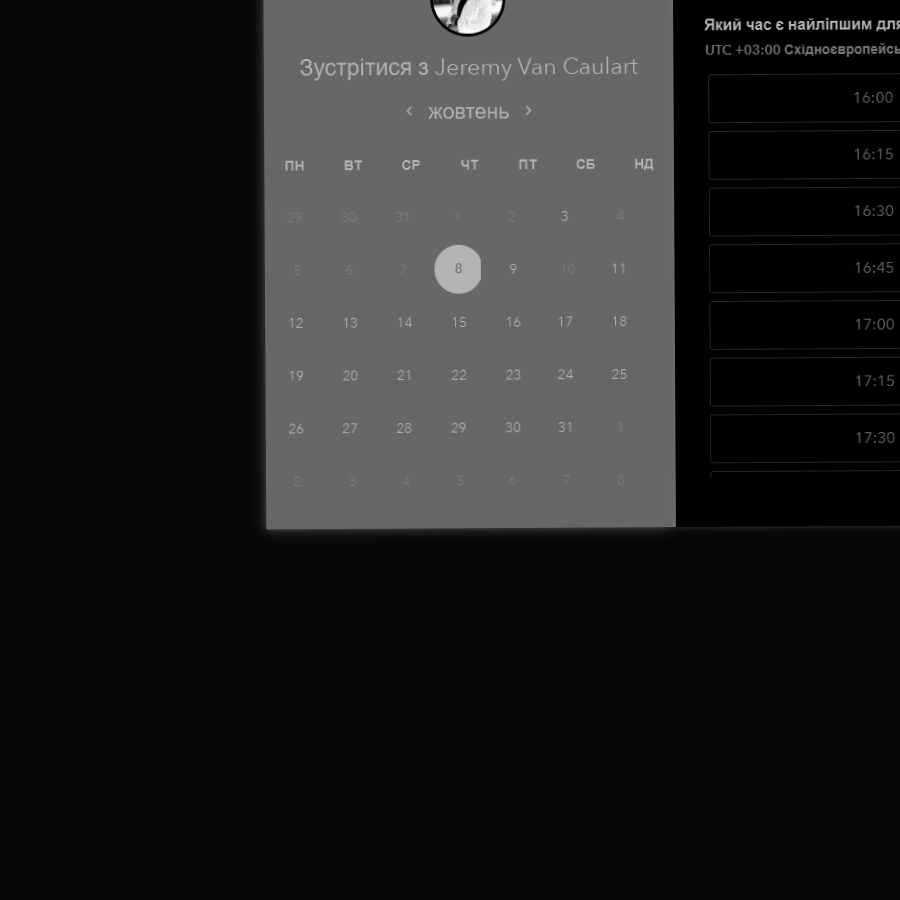 Зустрітися з Jeremy Van Caulart
жовтень
ПН ВТ СР ЧТ ПТ СБ НД
29 30 31 1 2 3 4
5 6 7 8 9 10 11
12 13 14 15 16 17 18
19 20 21 22 23 24 25
26 27 28 29 30 31 1
2 3 4 5 6 7 8
Який час є найліпшим для
UTC +03:00
16:00
16:15
16:30
16:45
17:00
17:15
17:30